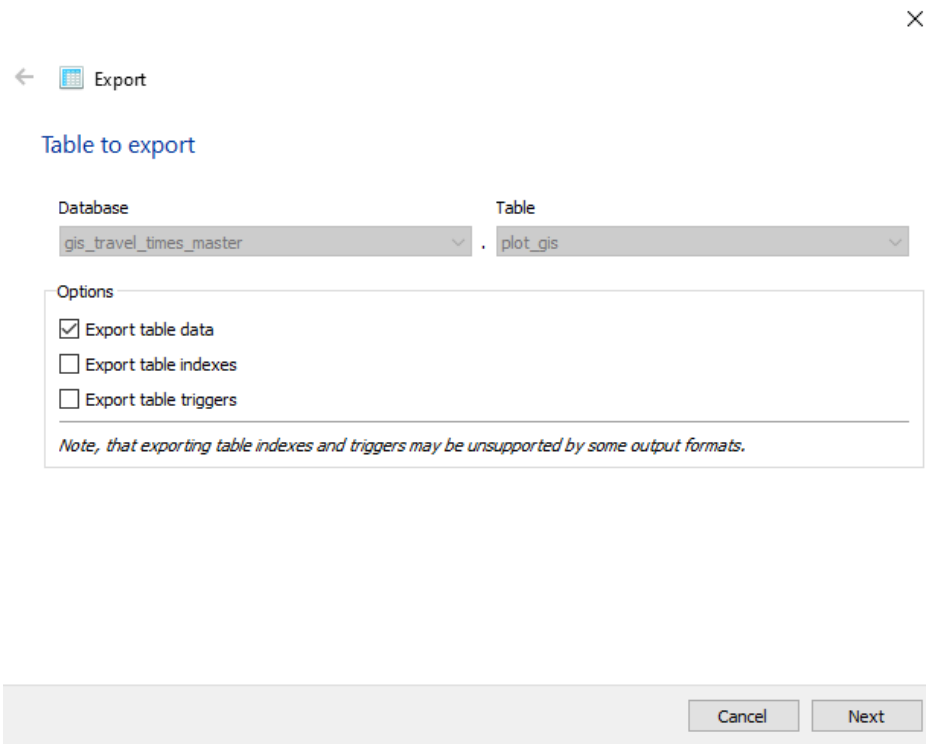 Export
Table to export
Database Table
gis_travel_times_master . plot_gis
Options
Export table data
Export table indexes
Export table triggers
Note, that exporting table indexes and triggers may be unsupported by some output formats.
Cancel Next